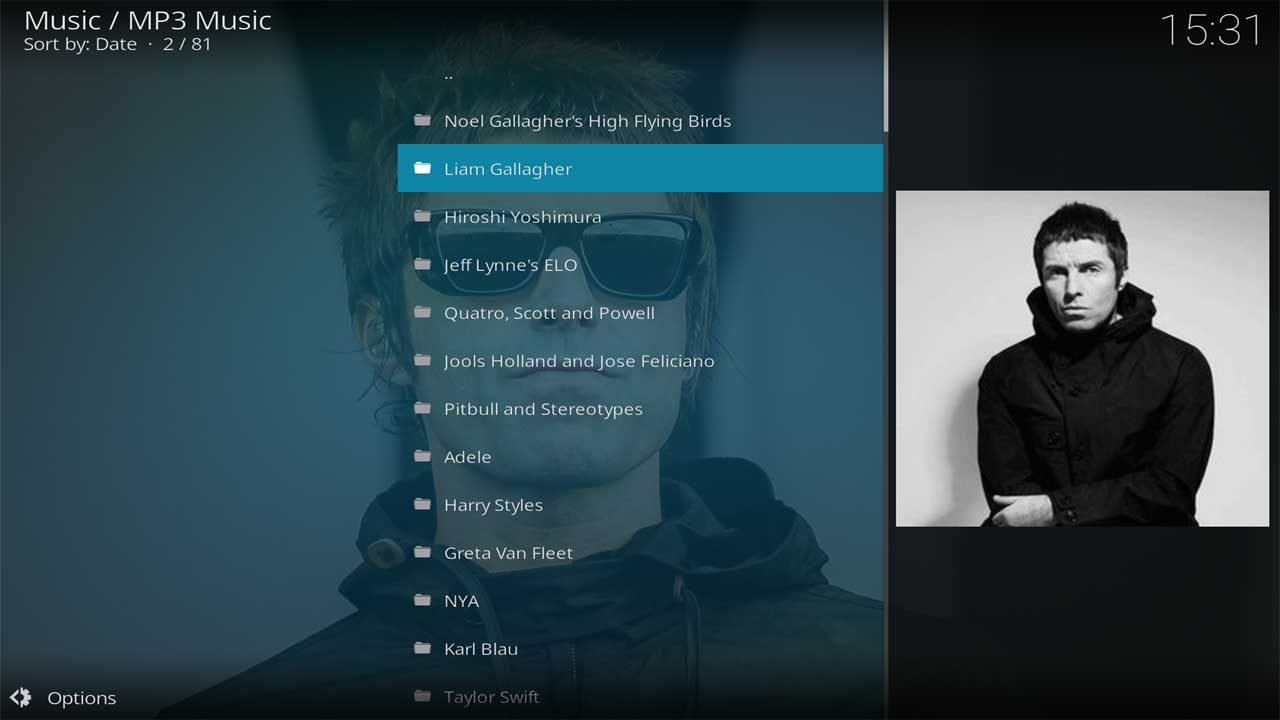 Music / MP3 Music
Sort by: Date · 2 / 81
15:31
..
Noel Gallagher's High Flying Birds
Liam Gallagher
Hiroshi Yoshimura
Jeff Lynne's ELO
Quatro, Scott and Powell
Jools Holland and Jose Feliciano
Pitbull and Stereotypes
Adele
Harry Styles
Greta Van Fleet
NYA
Karl Blau
Taylor Swift
Options